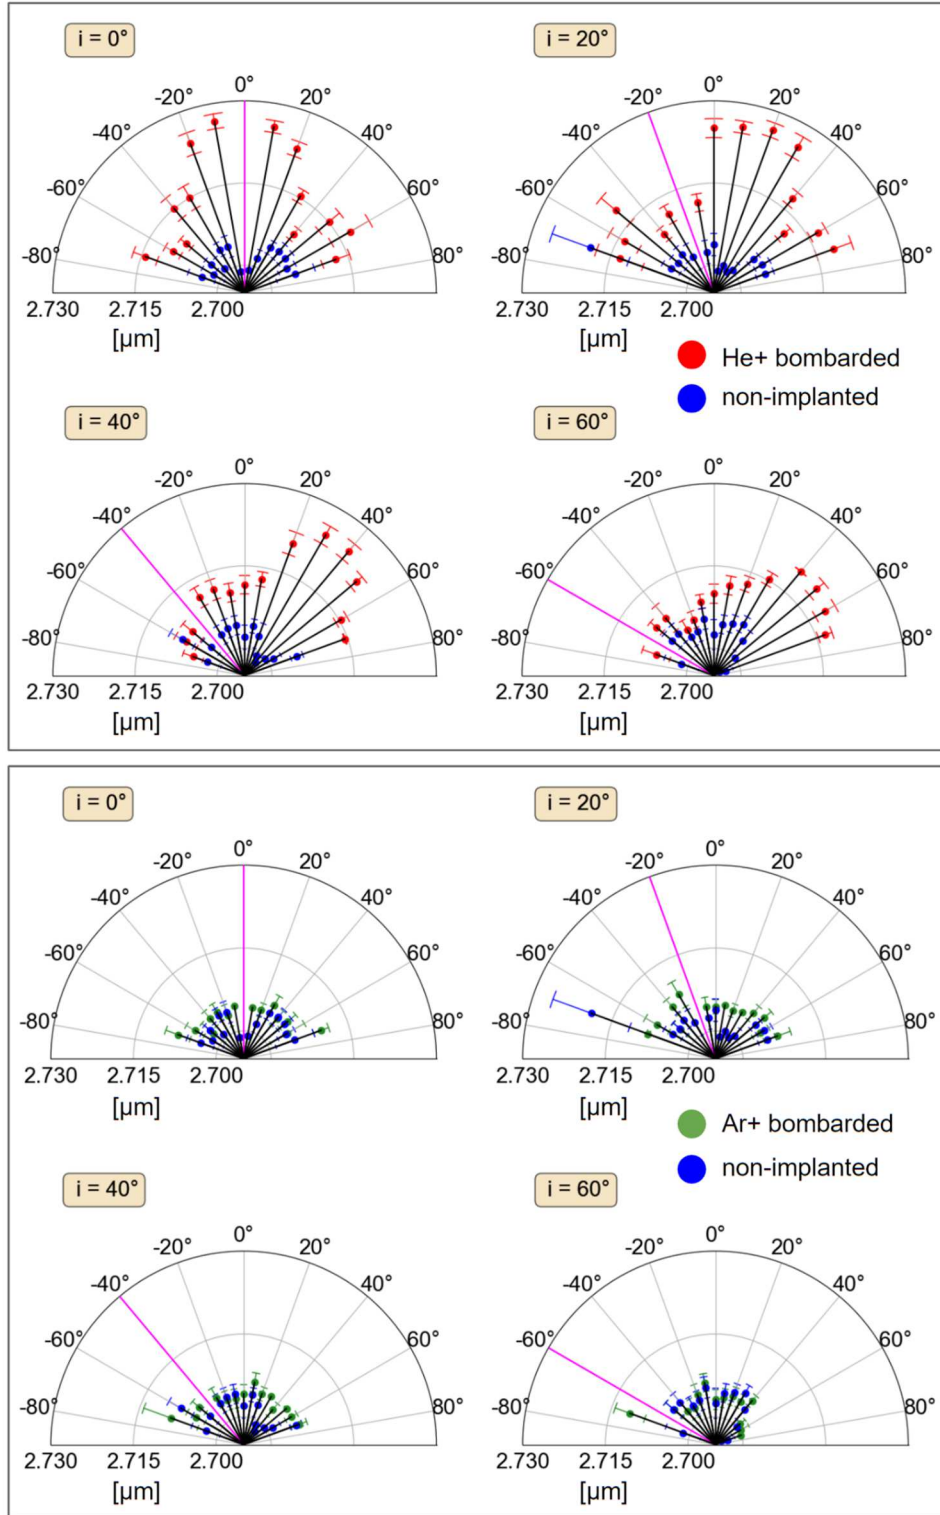 i = 0°
i = 20°
0°
-20°
20°
-40°
40°
-60°
60°
-80°
80°
2.730 2.715 2.700
[µm]
0°
-20°
20°
-40°
40°
-60°
60°
-80°
80°
2.730 2.715 2.700
[µm]
He+ bombarded
non-implanted
i = 40°
i = 60°
0°
-20°
20°
-40°
40°
-60°
60°
-80°
80°
2.730 2.715 2.700
[µm]
0°
-20°
20°
-40°
40°
-60°
60°
-80°
80°
2.730 2.715 2.700
[µm]
i = 0°
i = 20°
0°
-20°
20°
-40°
40°
-60°
60°
-80°
80°
2.730 2.715 2.700
[µm]
0°
-20°
20°
-40°
40°
-60°
60°
-80°
80°
2.730 2.715 2.700
[µm]
Ar+ bombarded
non-implanted
i = 40°
i = 60°
0°
-20°
20°
-40°
40°
-60°
60°
-80°
80°
2.730 2.715 2.700
[µm]
0°
-20°
20°
-40°
40°
-60°
60°
-80°
80°
2.730 2.715 2.700
[µm]